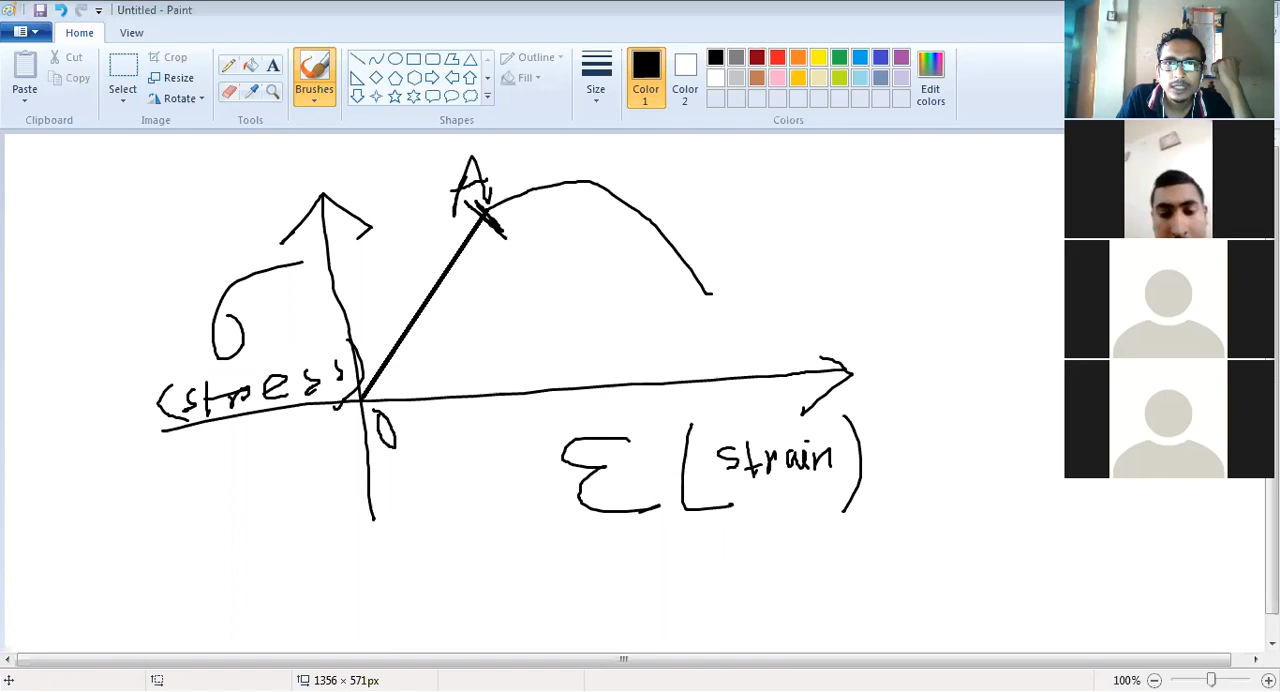 Untitled - Paint
Home View
Paste
Cut
Copy
Clipboard
Select
Crop
Resize
Rotate
Image
A
Tools
Brushes
Shapes
Outline
Fill
Size
Color 1
Color 2
Edit colors
Colors
A
σ
(stress)
O
ε (strain)
1356 × 571px
100%